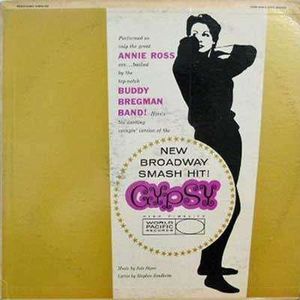 Performed as
only the great
ANNIE ROSS
can...backed
by the
top-notch
BUDDY
BREGMAN
BAND! Here's
the exciting
swingin' version of the
NEW
BROADWAY
SMASH HIT!
GYPSY
HIGH FIDELITY
WORLD
PACIFIC
RECORDS
Music by Jule Styne
Lyrics by Stephen Sondheim